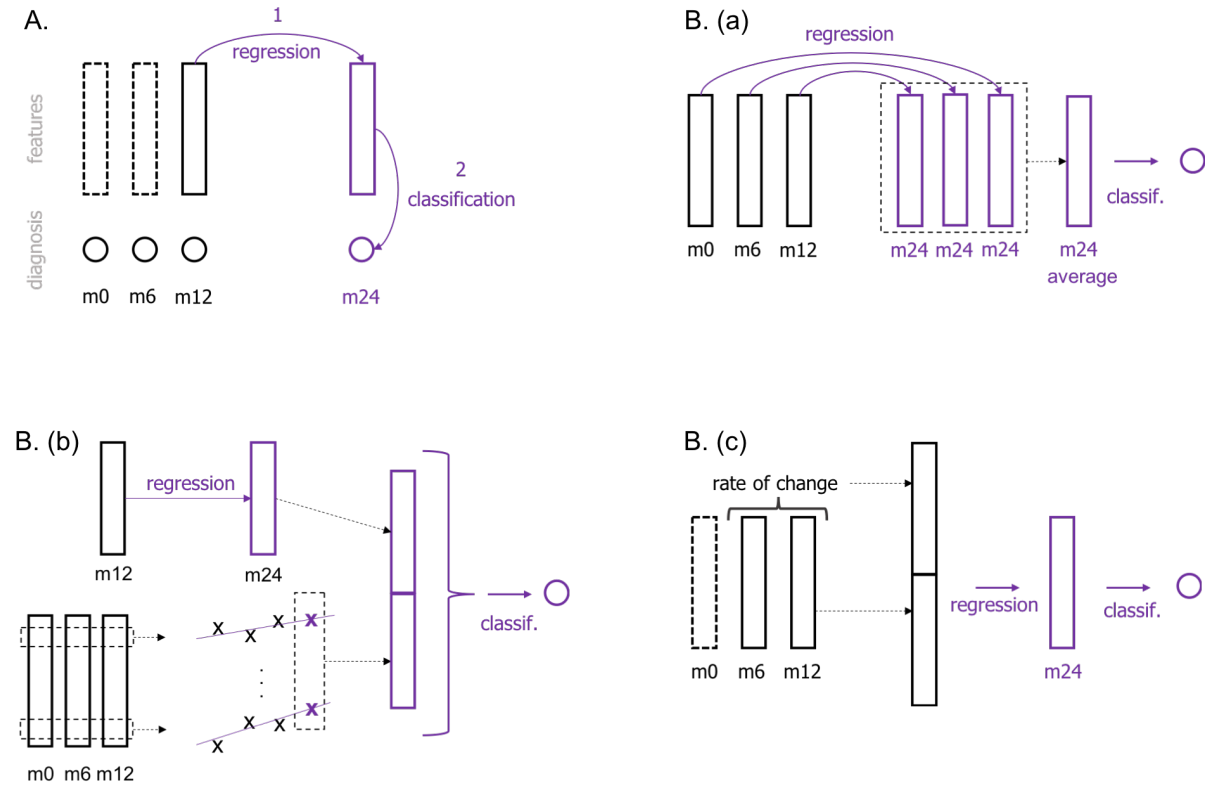 A.
1
regression
features
2
classification
diagnosis
m0 m6 m12 m24
B. (a)
regression
classif.
m0 m6 m12 m24 m24 m24 m24
average
B. (b)
regression
m12 m24
classif.
x x x x
.
.
.
x x x x
m0 m6 m12
B. (c)
rate of change
regression classif.
m0 m6 m12 m24